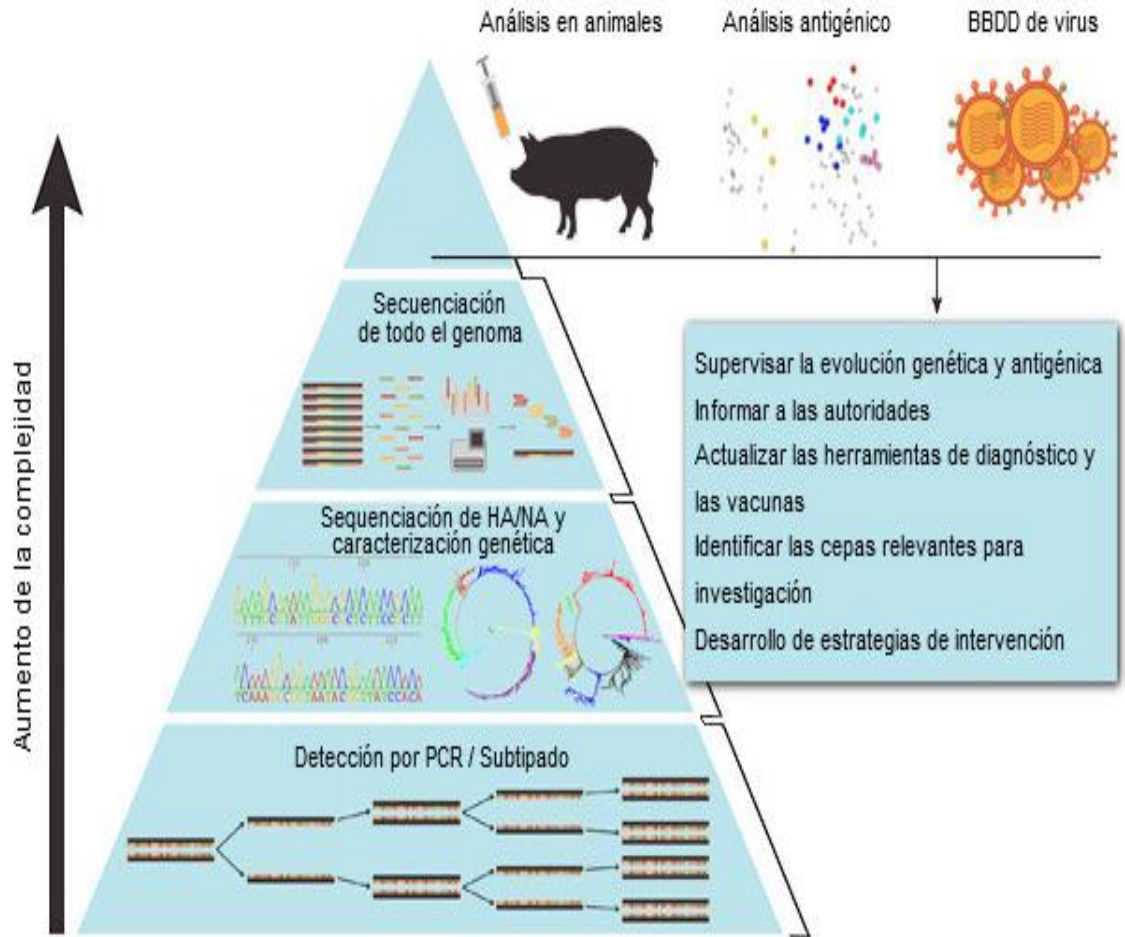 Análisis en animales
Análisis antigénico
BBDD de virus
Aumento de la complejidad
Secuenciación
de todo el genoma
Supervisar la evolución genética y antigénica
Informar a las autoridades
Actualizar las herramientas de diagnóstico y
las vacunas
Identificar las cepas relevantes para
investigación
Desarrollo de estrategias de intervención
Sequenciación de HA/NA y
caracterización genética
Detección por PCR / Subtipado